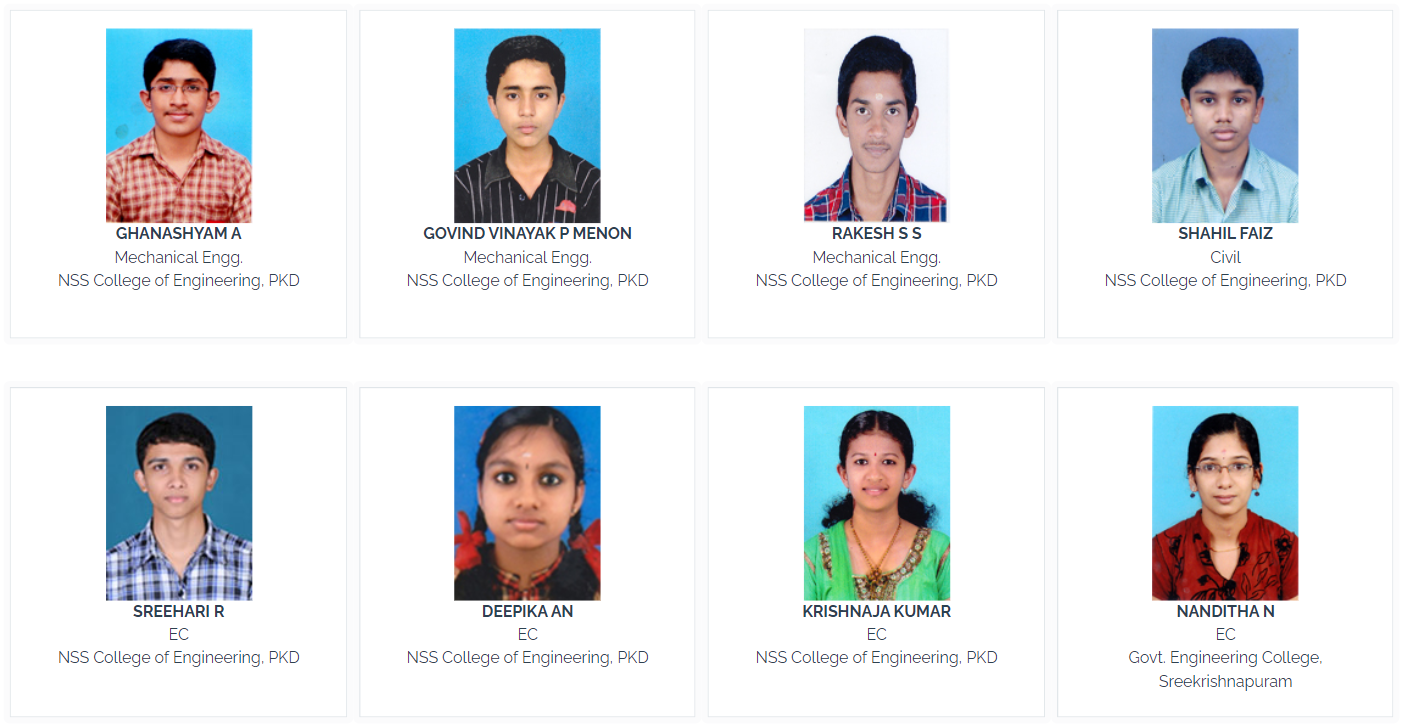 GHANASHYAM A
Mechanical Engg.
NSS College of Engineering, PKD
GOVIND VINAYAK P MENON
Mechanical Engg.
NSS College of Engineering, PKD
RAKESH S S
Mechanical Engg.
NSS College of Engineering, PKD
SHAHIL FAIZ
Civil
NSS College of Engineering, PKD
SREEHARI R
EC
NSS College of Engineering, PKD
DEEPIKA AN
EC
NSS College of Engineering, PKD
KRISHNAJA KUMAR
EC
NSS College of Engineering, PKD
NANDITHA N
EC
Govt. Engineering College,
Sreekrishnapuram